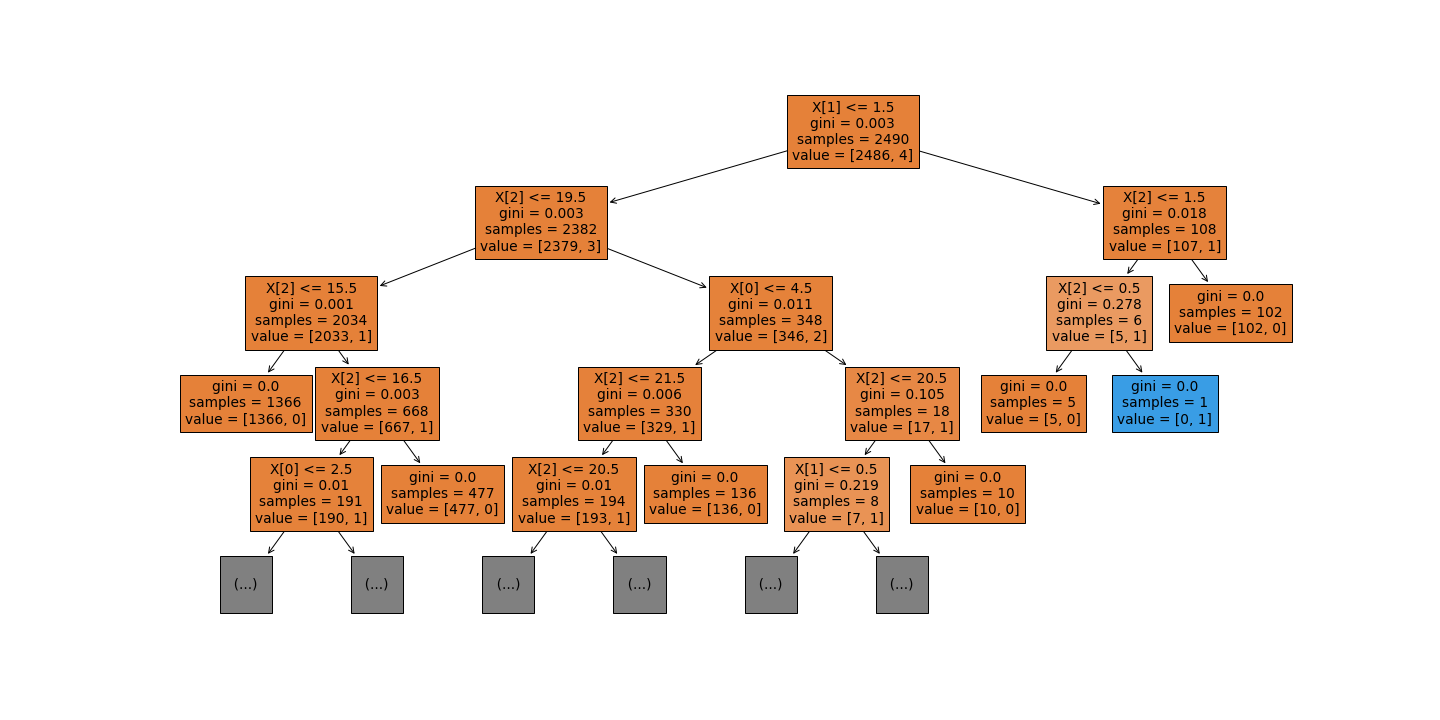 X[1] <= 1.5
gini = 0.003
samples = 2490
value = [2486, 4]
X[2] <= 19.5
gini = 0.003
samples = 2382
value = [2379, 3]
X[2] <= 1.5
gini = 0.018
samples = 108
value = [107, 1]
X[2] <= 15.5
gini = 0.001
samples = 2034
value = [2033, 1]
X[0] <= 4.5
gini = 0.011
samples = 348
value = [346, 2]
X[2] <= 0.5
gini = 0.278
samples = 6
value = [5, 1]
gini = 0.0
samples = 102
value = [102, 0]
gini = 0.0
samples = 1366
value = [1366, 0]
X[2] <= 16.5
gini = 0.003
samples = 668
value = [667, 1]
X[2] <= 21.5
gini = 0.006
samples = 330
value = [329, 1]
X[2] <= 20.5
gini = 0.105
samples = 18
value = [17, 1]
gini = 0.0
samples = 5
value = [5, 0]
gini = 0.0
samples = 1
value = [0, 1]
X[0] <= 2.5
gini = 0.01
samples = 191
value = [190, 1]
gini = 0.0
samples = 477
value = [477, 0]
X[2] <= 20.5
gini = 0.01
samples = 194
value = [193, 1]
gini = 0.0
samples = 136
value = [136, 0]
X[1] <= 0.5
gini = 0.219
samples = 8
value = [7, 1]
gini = 0.0
samples = 10
value = [10, 0]
(...)
(...)
(...)
(...)
(...)
(...)